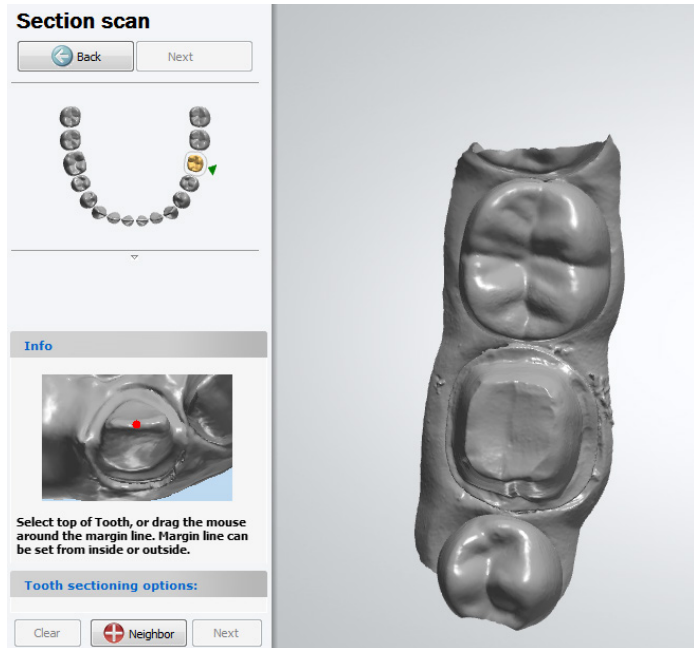 Section scan
Back
Next
Info
Select top of Tooth, or drag the mouse
around the margin line. Margin line can
be set from inside or outside.
Tooth sectioning options:
Clear
Neighbor
Next